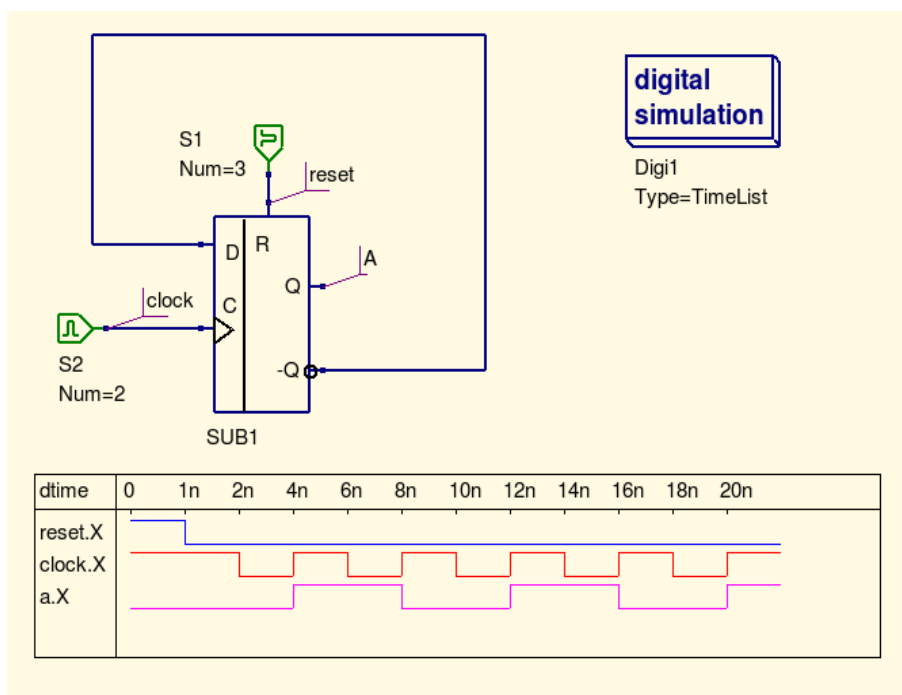 digital
simulation
Digi1
Type=TimeList
S1
Num=3
reset
D
R
Q
A
C
clock
-Q
S2
Num=2
SUB1
dtime 0 1n 2n 4n 6n 8n 10n 12n 14n 16n 18n 20n
reset.X
clock.X
a.X